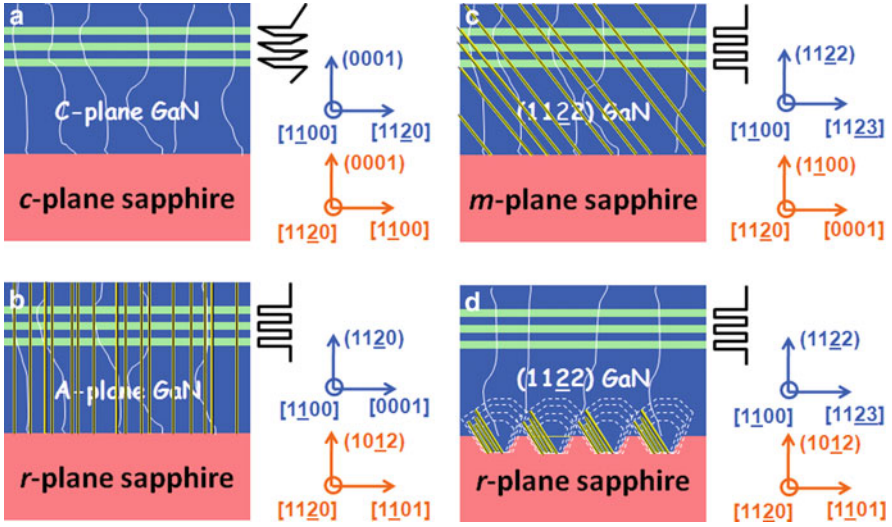 a
(0001)
C-plane GaN
[1100]
[1120]
(0001)
c-plane sapphire
[1120]
[1100]
c
(1122)
(1122) GaN
[1100]
[1123]
(1100)
m-plane sapphire
[1120]
[0001]
b
(1120)
A-plane GaN
[1100]
[0001]
(1012)
r-plane sapphire
[1120]
[1101]
d
(1122)
(1122) GaN
[1100]
[1123]
(1012)
r-plane sapphire
[1120]
[1101]